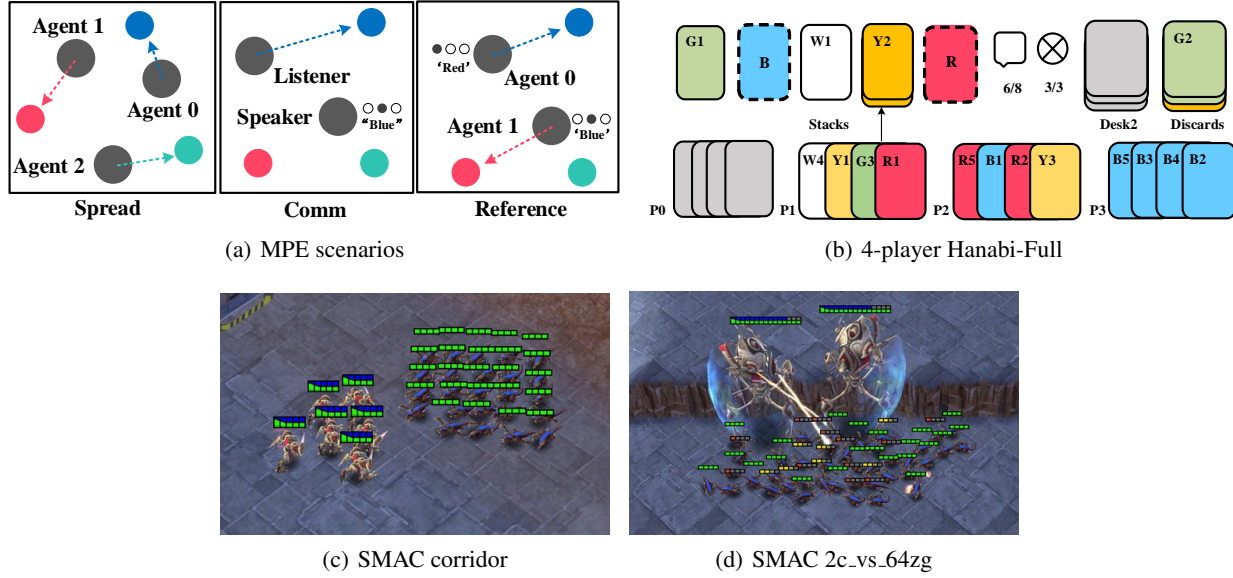 Agent 1
Agent 0
Agent 2
Spread
Listener
Speaker
"Blue"
Comm
'Red'
Agent 0
Agent 1
'Blue'
Reference
(a) MPE scenarios
G1
B
W1
Y2
R
6/8
3/3
G2
Stacks
Desk2
Discards
P0
P1
W4
Y1
G3
R1
P2
R5
B1
R2
Y3
P3
B5
B3
B4
B2
(b) 4-player Hanabi-Full
(c) SMAC corridor
(d) SMAC 2c_vs_64zg